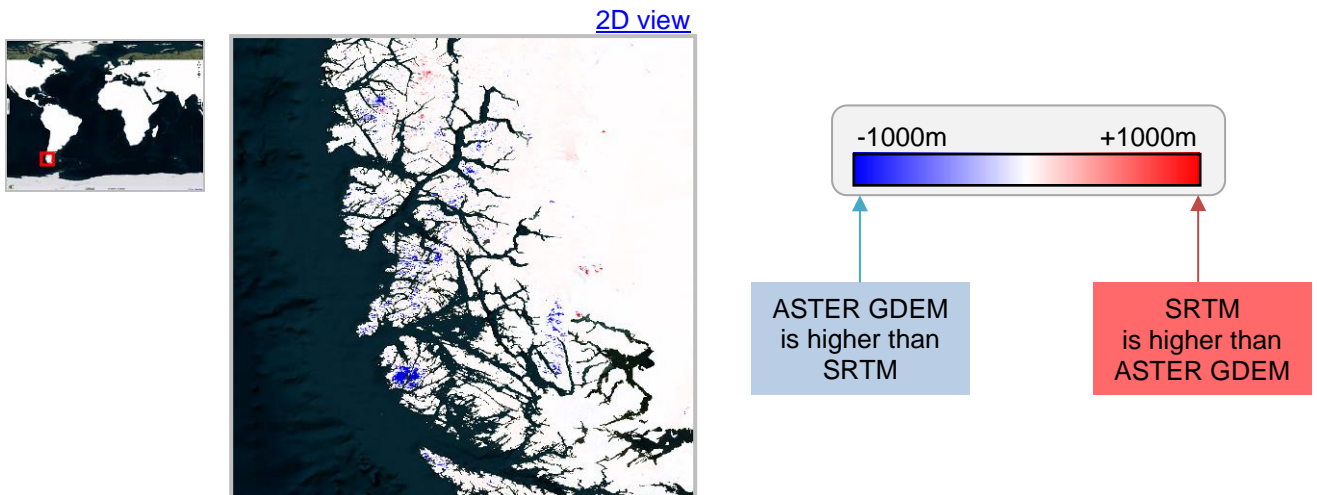 2D view
-1000m +1000m
ASTER GDEM
is higher than
SRTM
SRTM
is higher than
ASTER GDEM